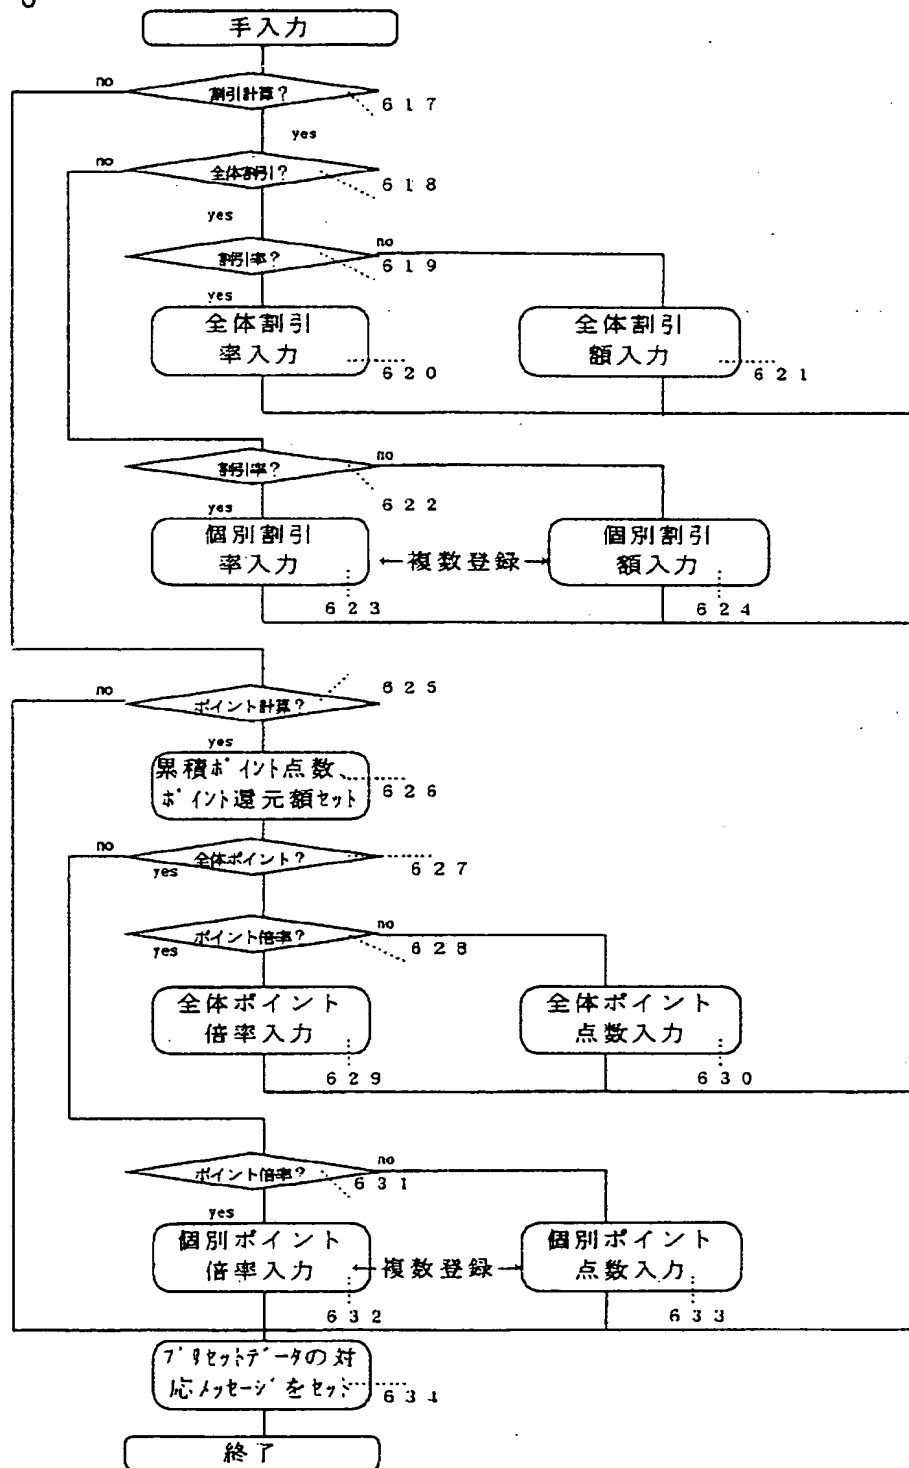 手入力
no
割引計算？
617
yes
no
全体割引？
618
yes
no
割引率？
619
yes
全体割引
率入力
620
全体割引
額入力
621
no
割引率？
622
yes
個別割引
率入力
623
←複数登録→
個別割引
額入力
624
625
no
ポイント計算？
yes
累積ポイント点数、
ポイント還元額セット
626
no
全体ポイント？
yes
627
no
ポイント倍率？
yes
628
全体ポイント
倍率入力
629
全体ポイント
点数入力
630
no
ポイント倍率？
631
yes
個別ポイント
倍率入力
632
←複数登録→
個別ポイント
点数入力
633
プリセットデータの対
応メッセージをセット
634
終了